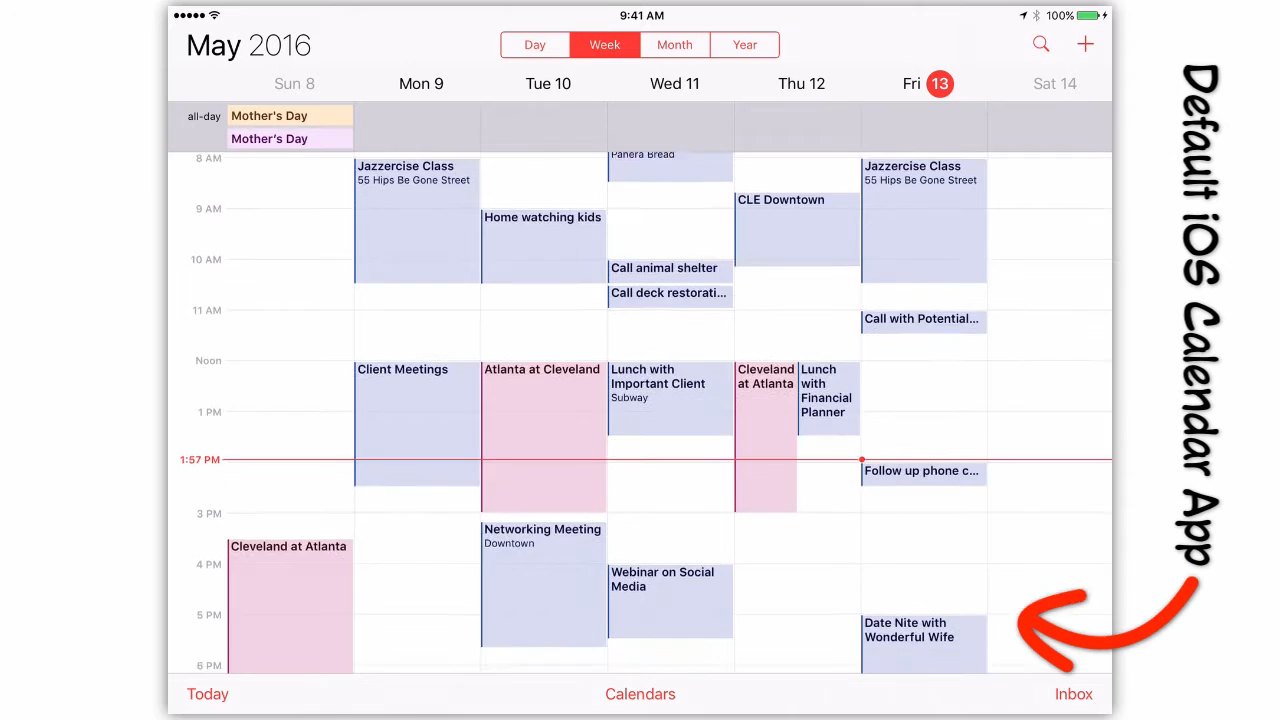 9:41 AM
100%
May 2016
Day
Week
Month
Year
Sun 8
Mon 9
Tue 10
Wed 11
Thu 12
Fri 13
Sat 14
all-day
Mother's Day
Mother's Day
8 AM
9 AM
10 AM
11 AM
Noon
1 PM
1:57 PM
3 PM
4 PM
5 PM
6 PM
Cleveland at Atlanta
Jazzercise Class
55 Hips Be Gone Street
Client Meetings
Home watching kids
Atlanta at Cleveland
Networking Meeting
Downtown
Panera Bread
Call animal shelter
Call deck restorati...
Lunch with
Important Client
Subway
Webinar on Social
Media
CLE Downtown
Cleveland
at Atlanta
Lunch
with
Financial
Planner
Jazzercise Class
55 Hips Be Gone Street
Call with Potential...
Follow up phone c...
Date Nite with
Wonderful Wife
Today
Calendars
Inbox
Default iOS Calendar App